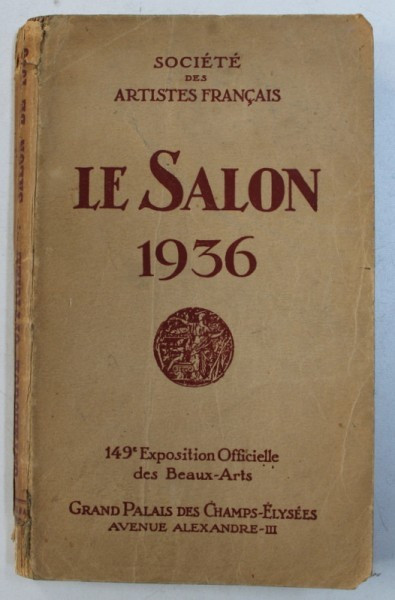 SOCIÉTÉ
DES
ARTISTES FRANÇAIS
LE SALON
1936
149e Exposition Officielle
des Beaux-Arts
GRAND PALAIS DES CHAMPS-ÉLYSÉES
AVENUE ALEXANDRE-III